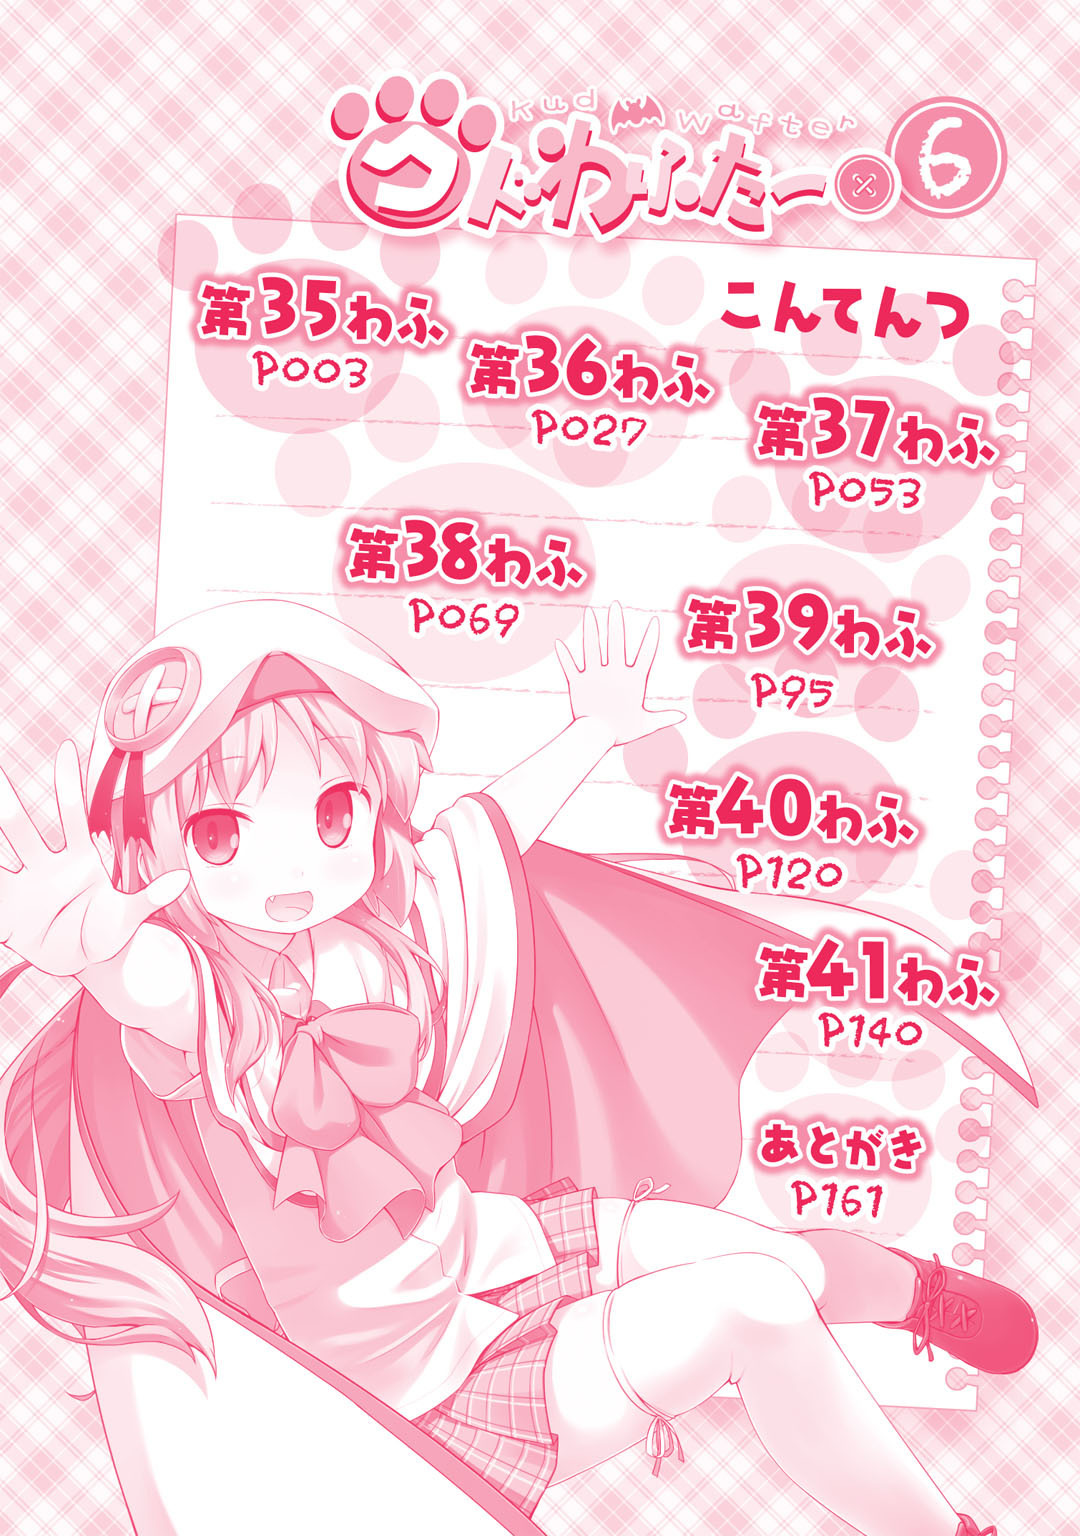 kud wafter
クドわふたー
6
こんてんつ
第35わふ
P003
第36わふ
P027
第37わふ
P053
第38わふ
P069
第39わふ
P95
第40わふ
P120
第41わふ
P140
あとがき
P161